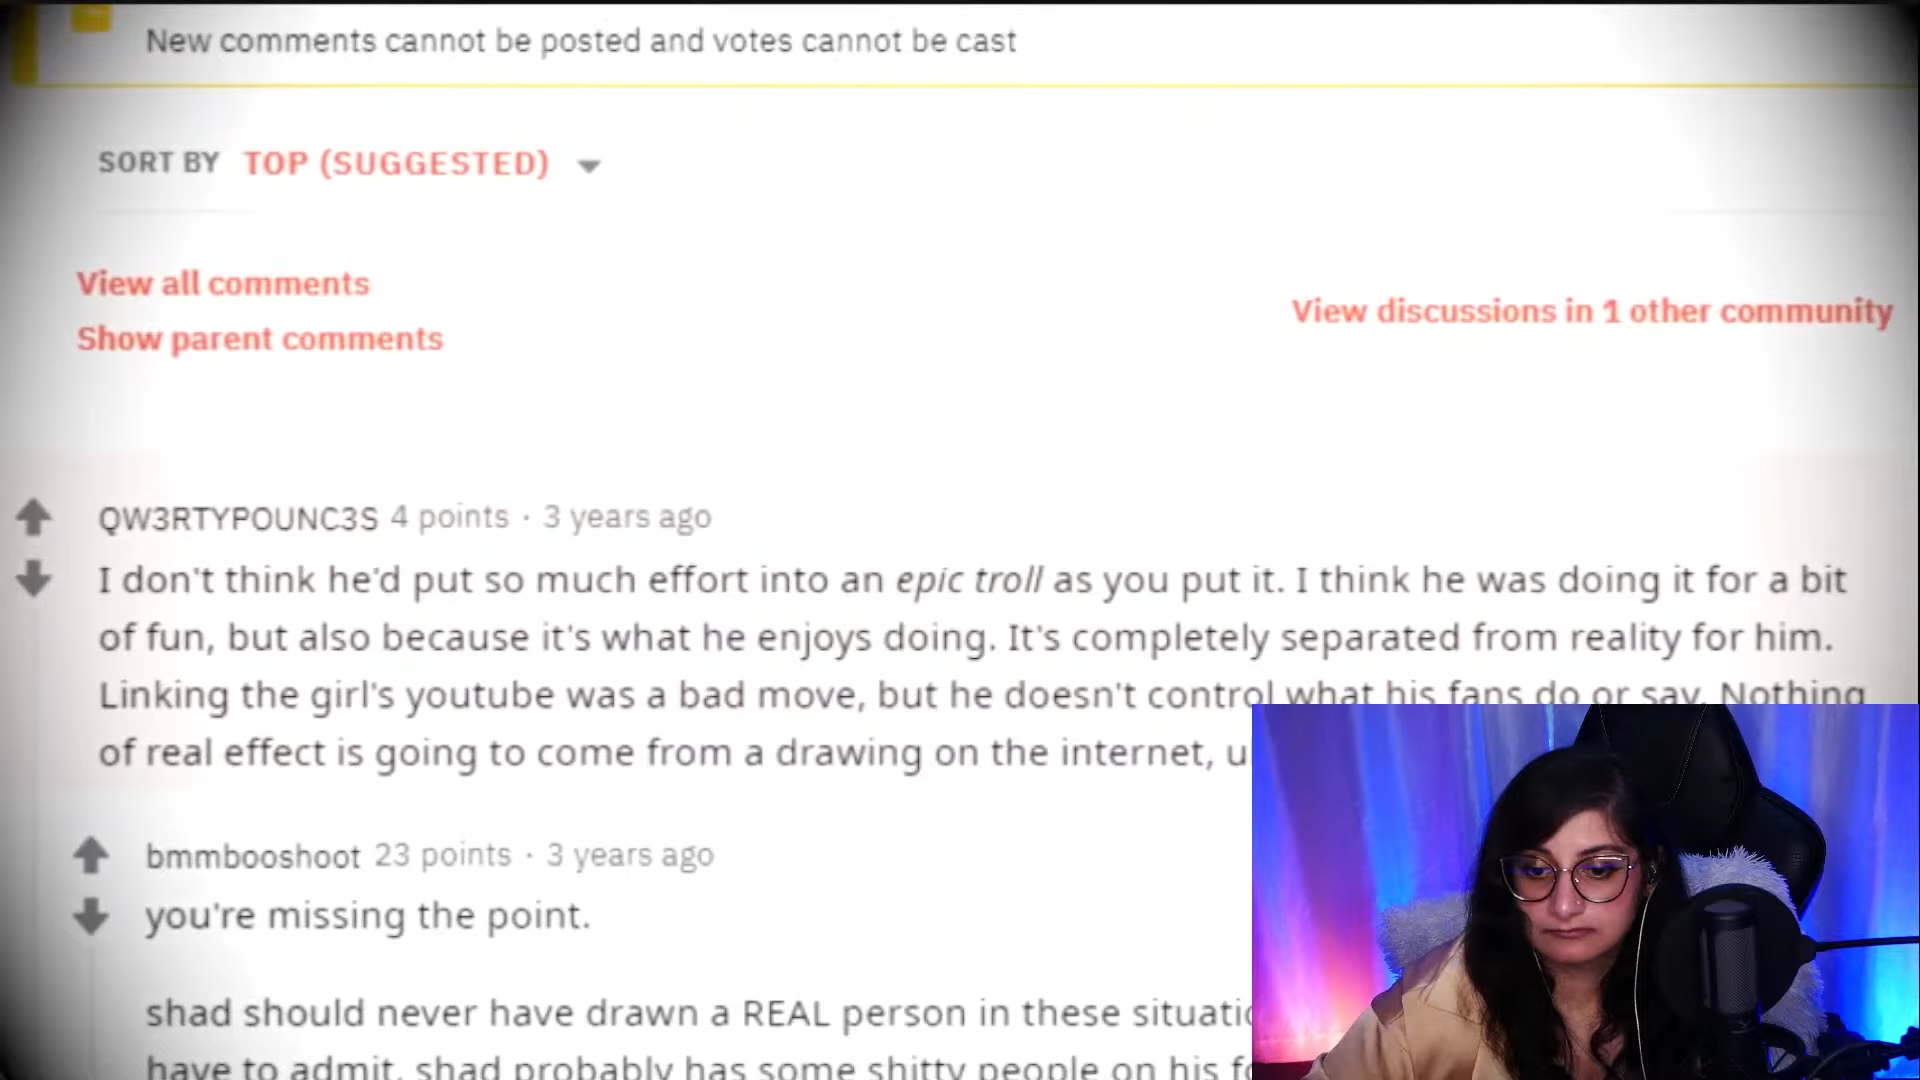 New comments cannot be posted and votes cannot be cast
SORT BY TOP (SUGGESTED)
View all comments
Show parent comments
View discussions in 1 other community
QW3RTYPOUNC3S 4 points · 3 years ago
I don't think he'd put so much effort into an epic troll as you put it. I think he was doing it for a bit
of fun, but also because it's what he enjoys doing. It's completely separated from reality for him.
Linking the girl's youtube was a bad move, but he doesn't control what his fans do or say. Nothing
of real effect is going to come from a drawing on the internet,
bmmbooshoot 23 points · 3 years ago
you're missing the point.
shad should never have drawn a REAL person in these
have to admit, shad probably has some shitty people on his